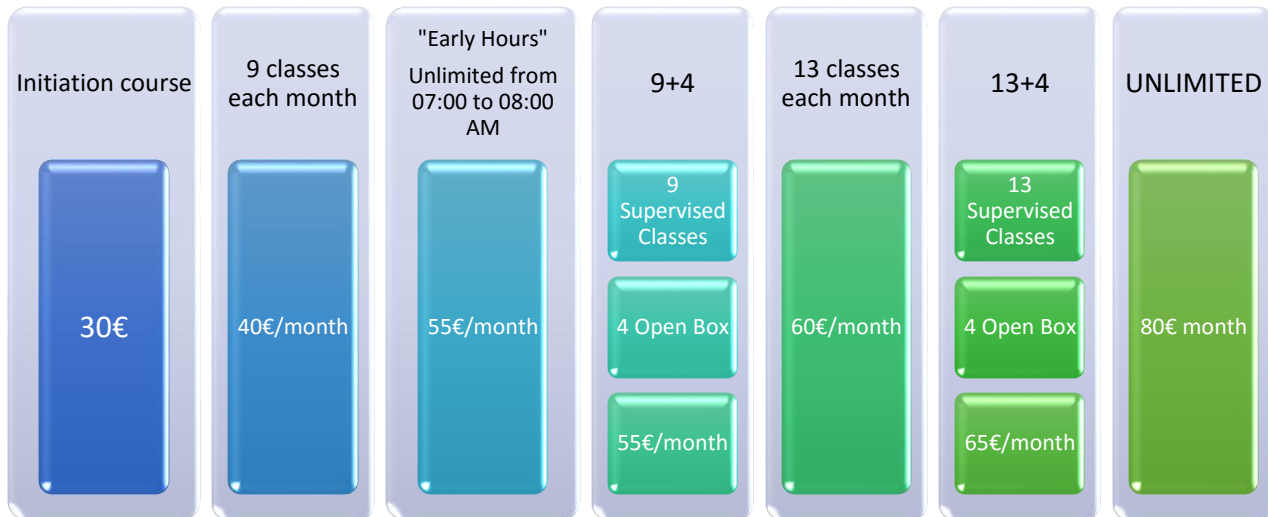 Initiation course
30€
9 classes
each month
40€/month
"Early Hours"
Unlimited from
07:00 to 08:00
AM
55€/month
9+4
9
Supervised
Classes
4 Open Box
55€/month
13 classes
each month
60€/month
13+4
13
Supervised
Classes
4 Open Box
65€/month
UNLIMITED
80€ month